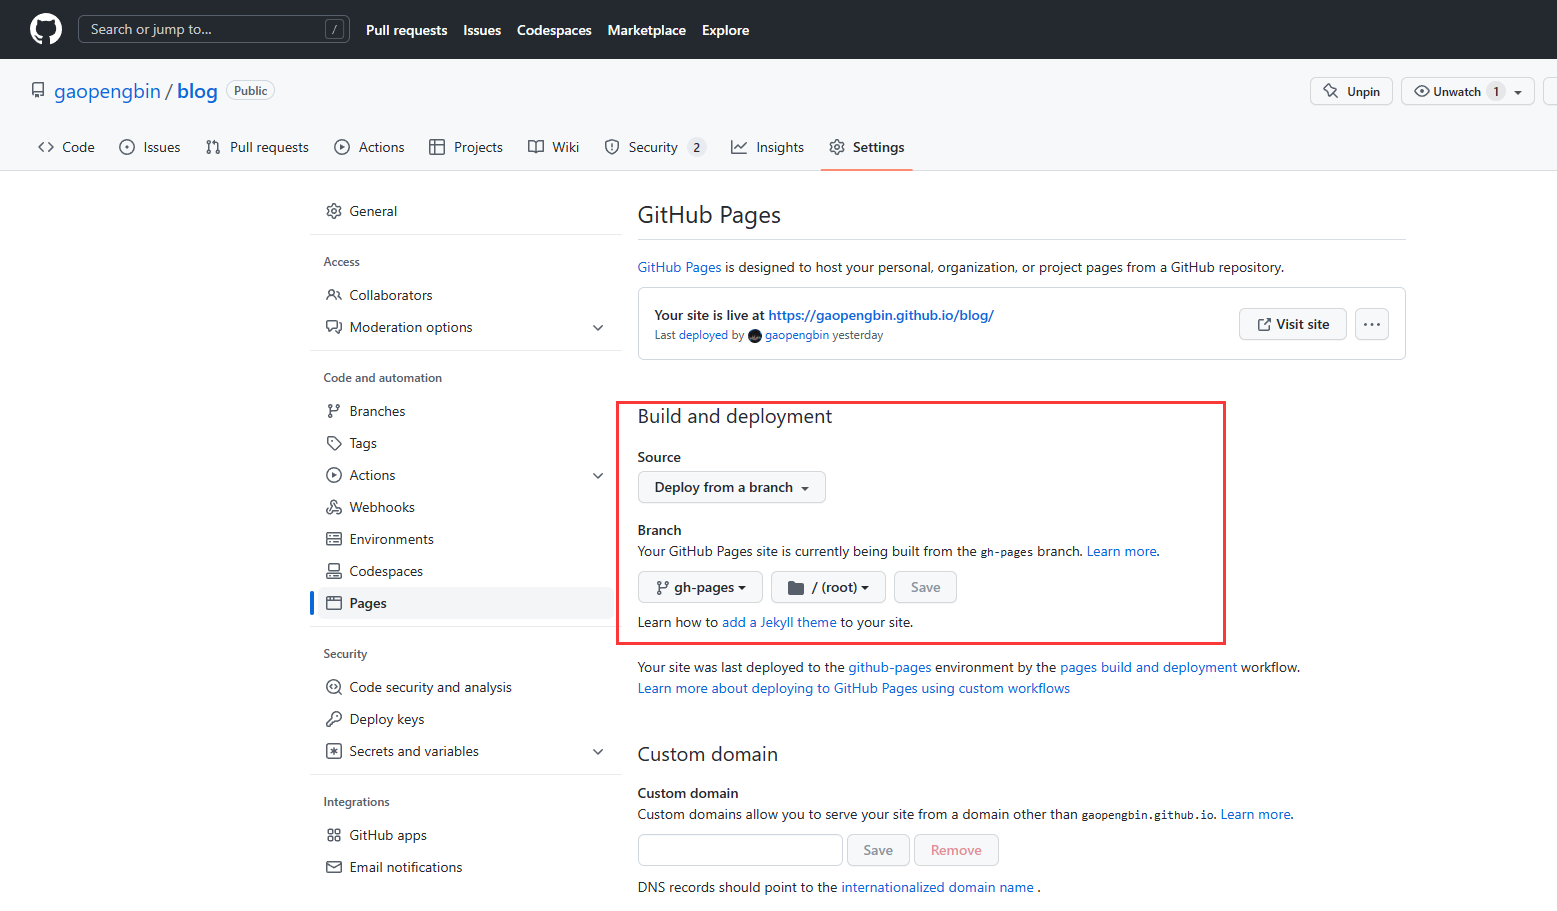 Search or jump to... /
Pull requests Issues Codespaces Marketplace Explore
gaopengbin / blog Public
Unpin Unwatch 1
Code Issues Pull requests Actions Projects Wiki Security 2 Insights Settings
General
Access
Collaborators
Moderation options
Code and automation
Branches
Tags
Actions
Webhooks
Environments
Codespaces
Pages
Security
Code security and analysis
Deploy keys
Secrets and variables
Integrations
GitHub apps
Email notifications
GitHub Pages
GitHub Pages is designed to host your personal, organization, or project pages from a GitHub repository.
Your site is live at https://gaopengbin.github.io/blog/
Last deployed by gaopengbin yesterday
Visit site
Build and deployment
Source
Deploy from a branch
Branch
Your GitHub Pages site is currently being built from the gh-pages branch. Learn more.
gh-pages / (root) Save
Learn how to add a Jekyll theme to your site.
Your site was last deployed to the github-pages environment by the pages build and deployment workflow.
Learn more about deploying to GitHub Pages using custom workflows
Custom domain
Custom domain
Custom domains allow you to serve your site from a domain other than gaopengbin.github.io. Learn more.
Save Remove
DNS records should point to the internationalized domain name .